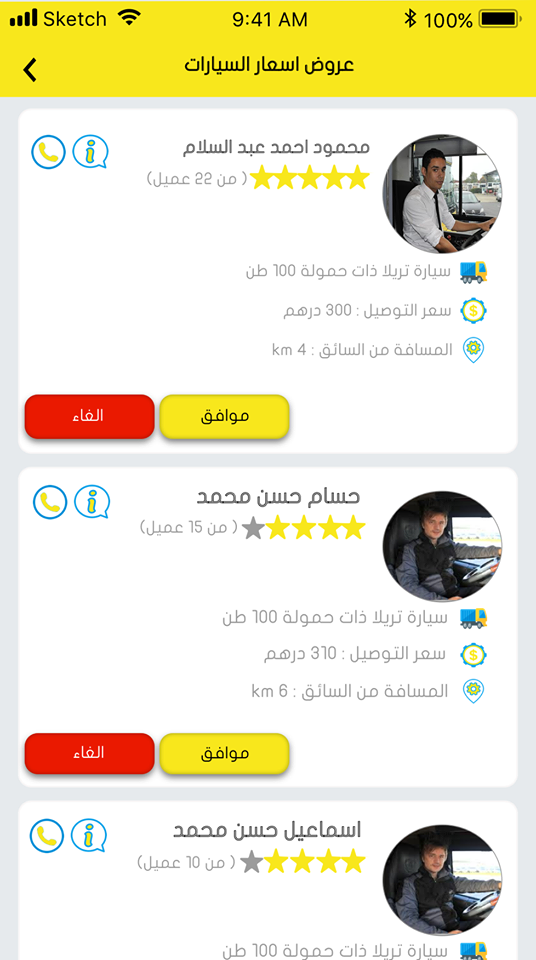 Sketch 9:41 AM 100%
عروض اسعار السيارات
محمود احمد عبد السلام
( من 22 عميل)
سيارة تريلا ذات حمولة 100 طن
سعر التوصيل : 300 درهم
المسافة من السائق : 4 km
موافق
الغاء
حسام حسن محمد
( من 15 عميل)
سيارة تريلا ذات حمولة 100 طن
سعر التوصيل : 310 درهم
المسافة من السائق : 6 km
موافق
الغاء
اسماعيل حسن محمد
( من 10 عميل)
سيارة تريلا ذات حمولة 100 طن